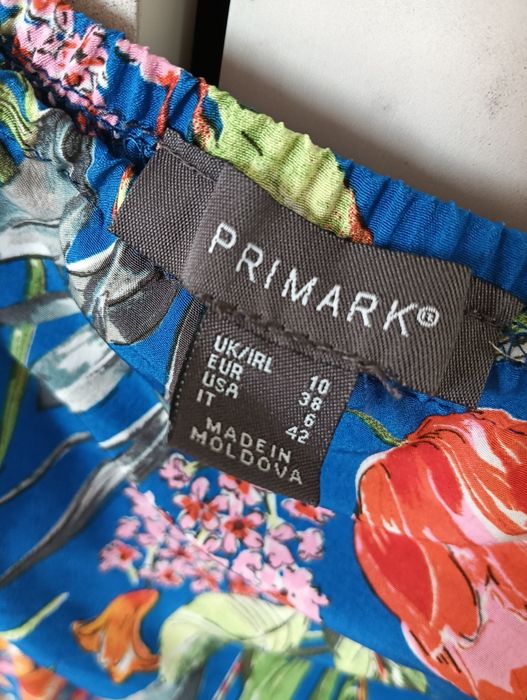 PRIMARK®
UK/IRL 10
EUR 38
USA 6
IT 42
MADE IN
MOLDOVA